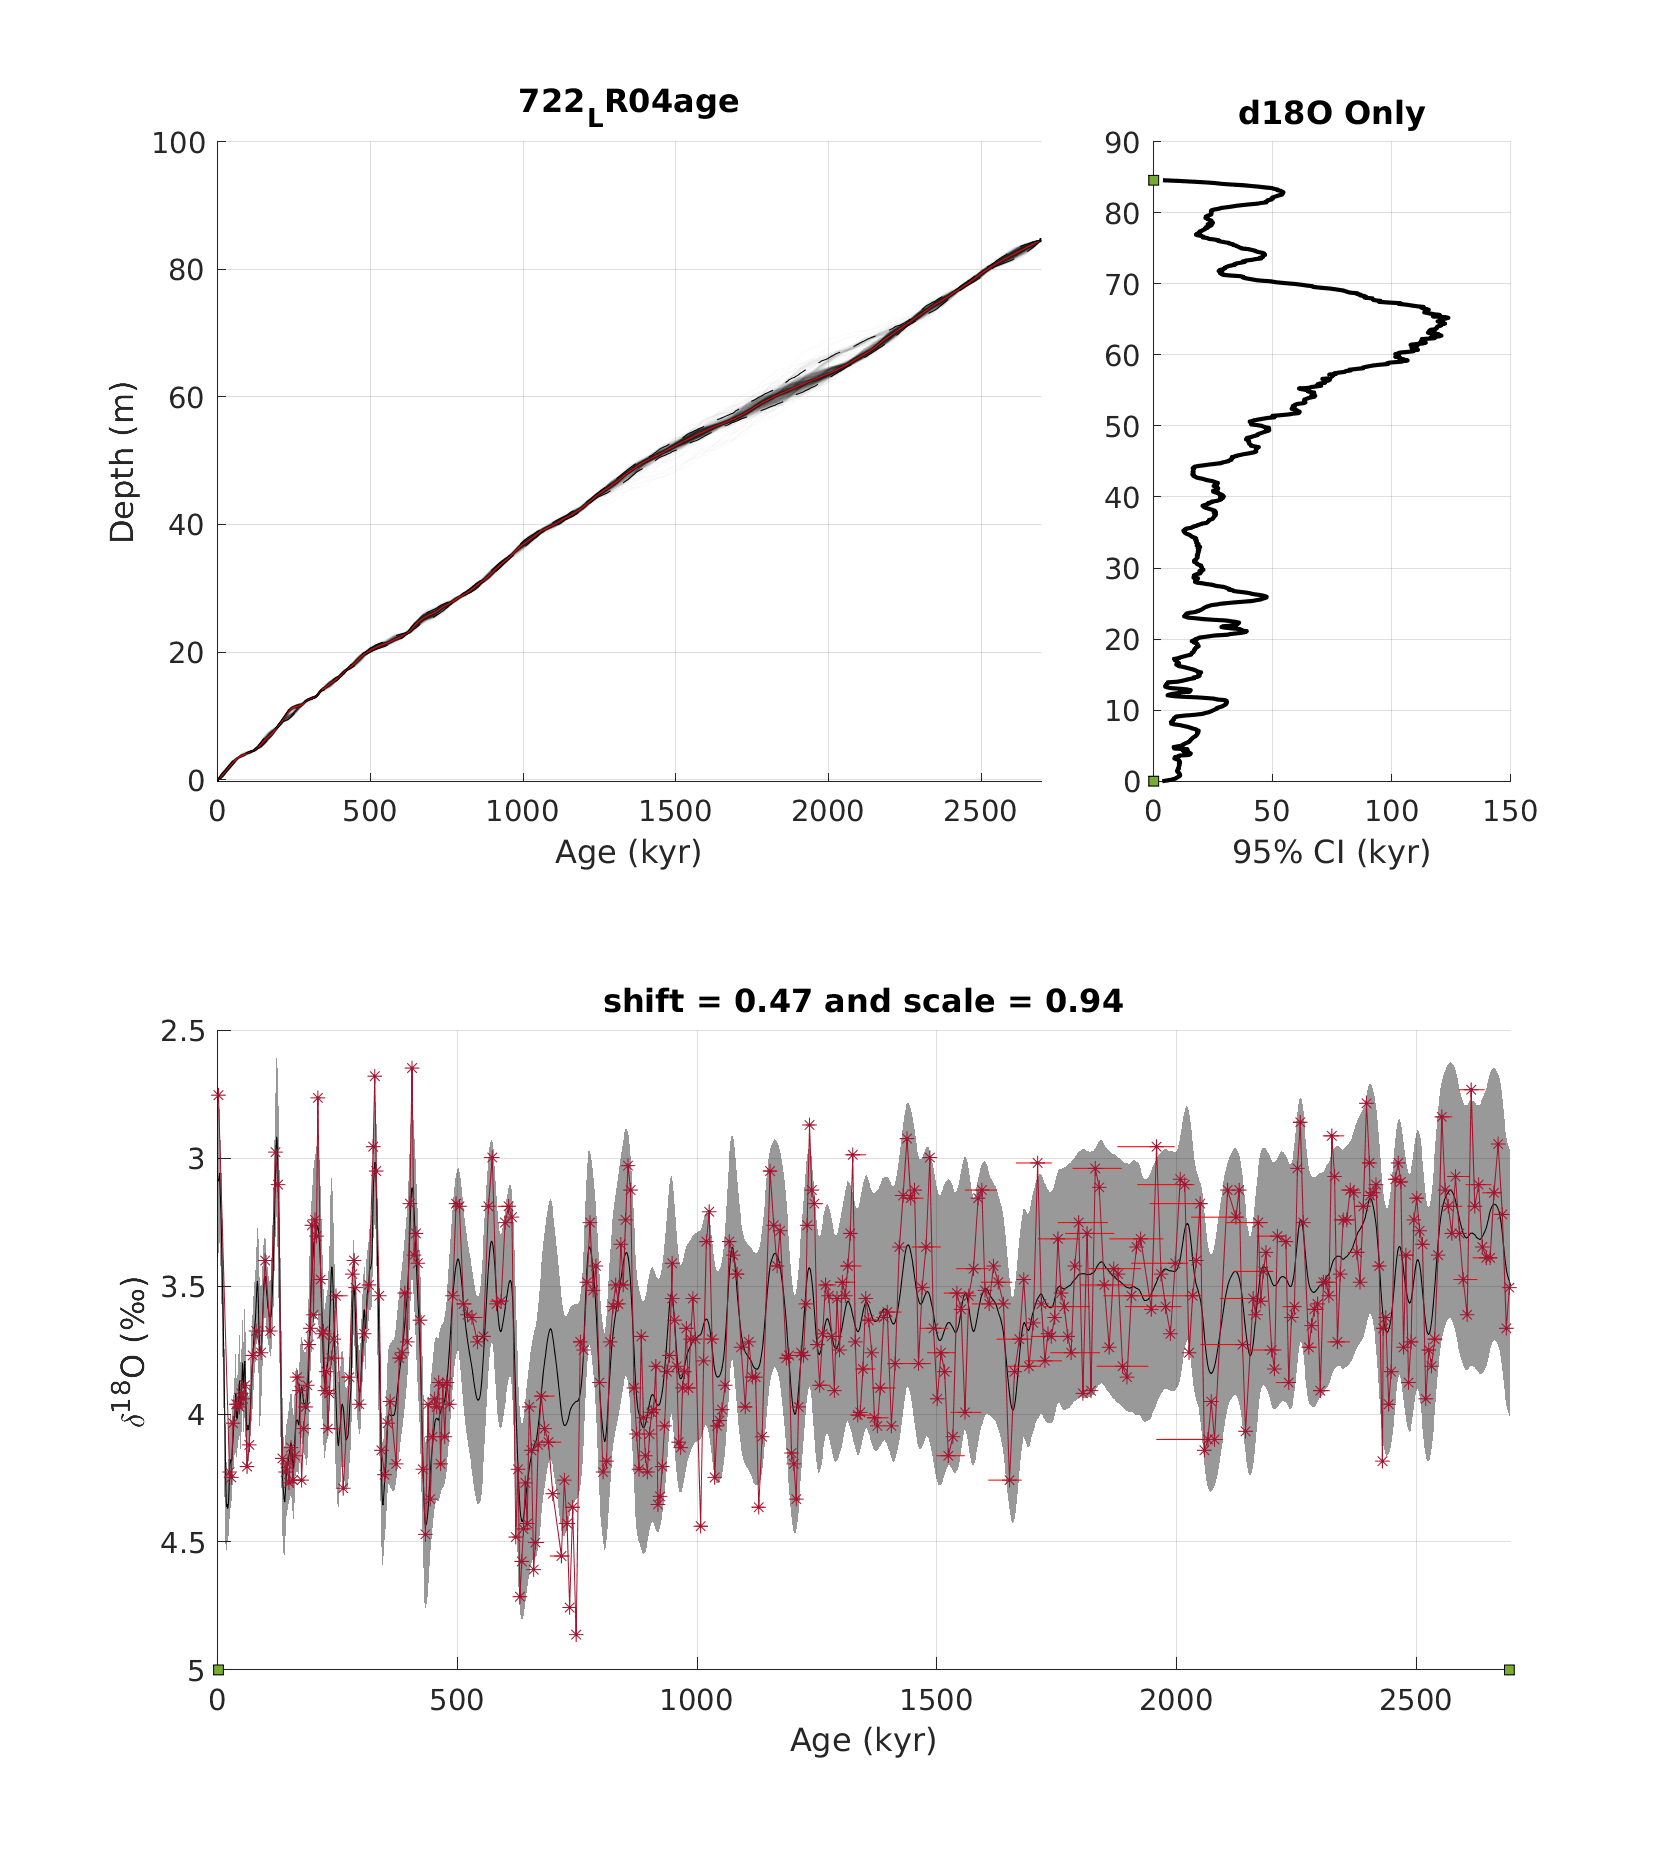 722LR04age
d18O Only
100
80
60
40
20
0
Depth (m)
0 500 1000 1500 2000 2500
Age (kyr)
90
80
70
60
50
40
30
20
10
0
0 50 100 150
95% CI (kyr)
shift = 0.47 and scale = 0.94
2.5
3
3.5
4
4.5
5
δ18O (‰)
0 500 1000 1500 2000 2500
Age (kyr)